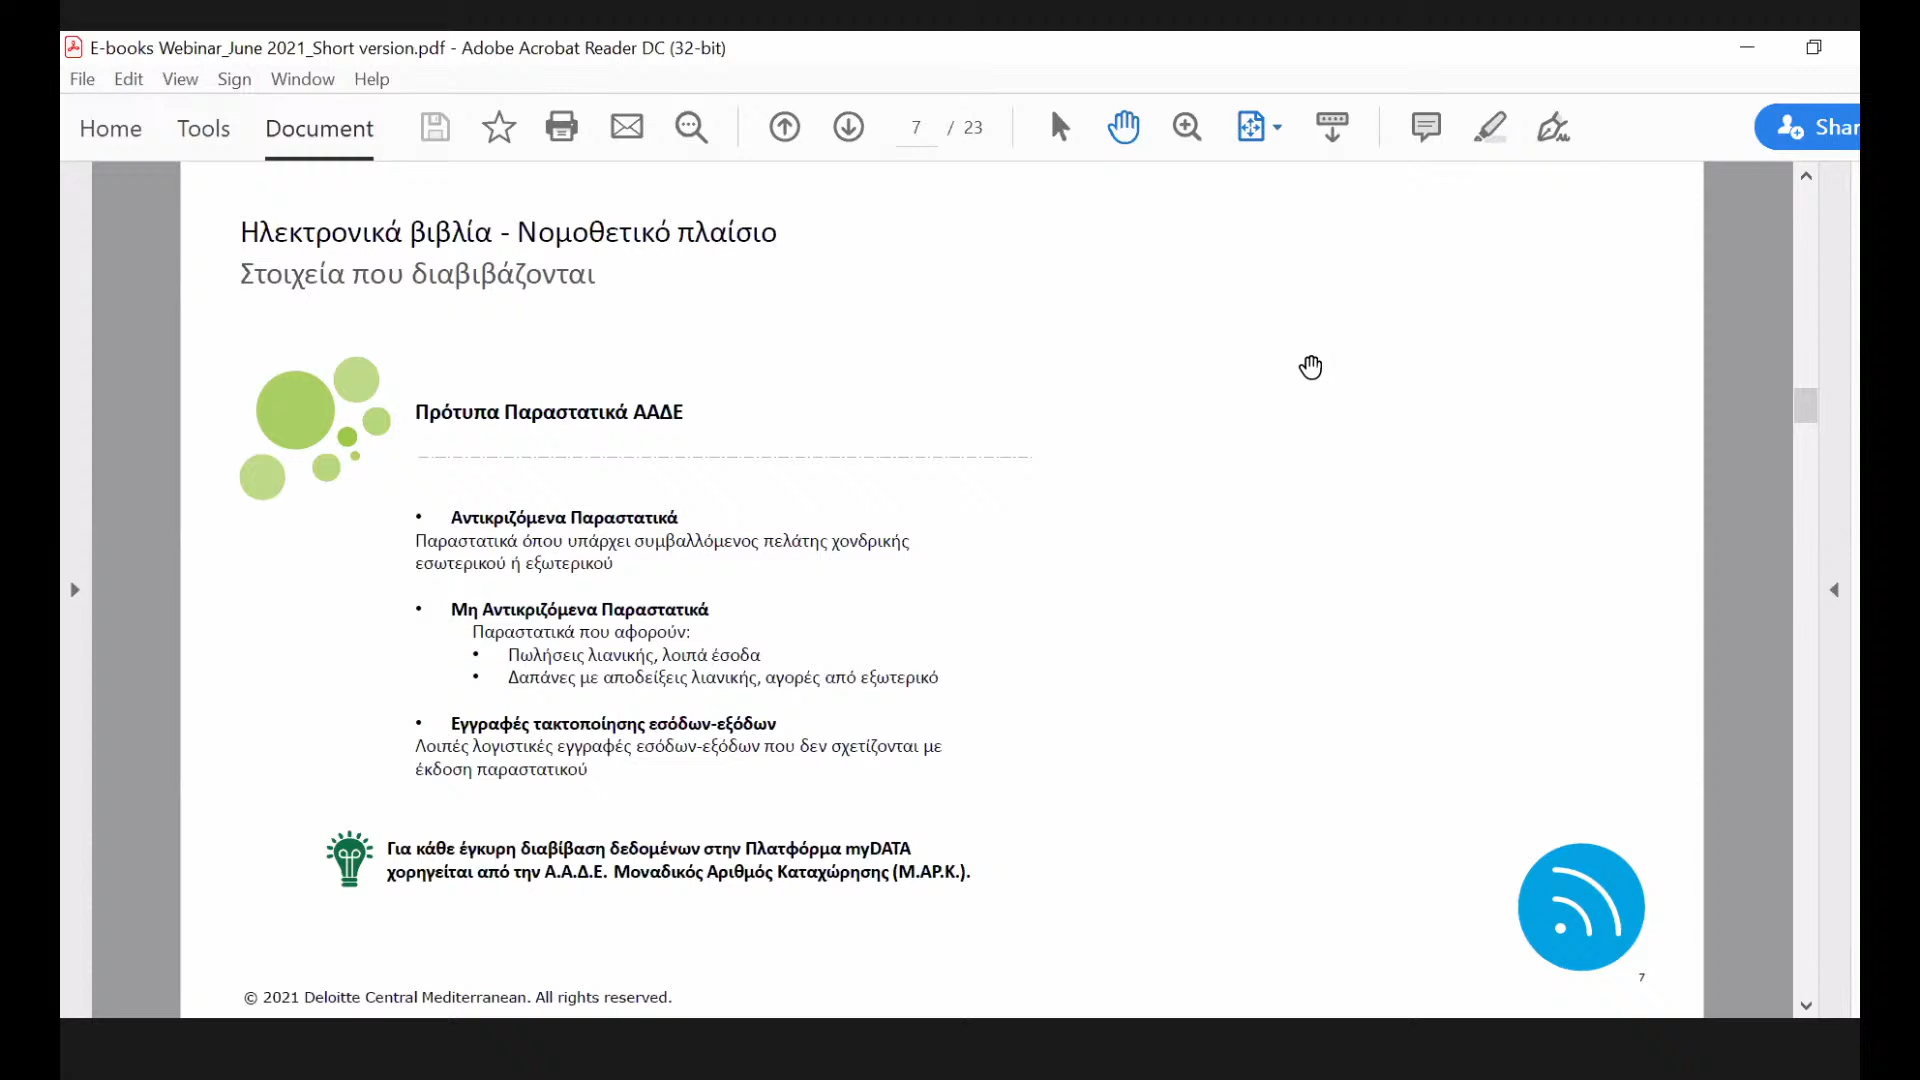 E-books Webinar_June 2021_Short version.pdf - Adobe Acrobat Reader DC (32-bit)
File Edit View Sign Window Help
Home Tools Document 7 / 23
Ηλεκτρονικά βιβλία - Νομοθετικό πλαίσιο
Στοιχεία που διαβιβάζονται
Πρότυπα Παραστατικά ΑΑΔΕ
• Αντικριζόμενα Παραστατικά
Παραστατικά όπου υπάρχει συμβαλλόμενος πελάτης χονδρικής
εσωτερικού ή εξωτερικού
• Μη Αντικριζόμενα Παραστατικά
Παραστατικά που αφορούν:
• Πωλήσεις λιανικής, λοιπά έσοδα
• Δαπάνες με αποδείξεις λιανικής, αγορές από εξωτερικό
• Εγγραφές τακτοποίησης εσόδων-εξόδων
Λοιπές λογιστικές εγγραφές εσόδων-εξόδων που δεν σχετίζονται με
έκδοση παραστατικού
Για κάθε έγκυρη διαβίβαση δεδομένων στην Πλατφόρμα myDATA
χορηγείται από την Α.Α.Δ.Ε. Μοναδικός Αριθμός Καταχώρησης (Μ.ΑΡ.Κ.).
7
© 2021 Deloitte Central Mediterranean. All rights reserved.